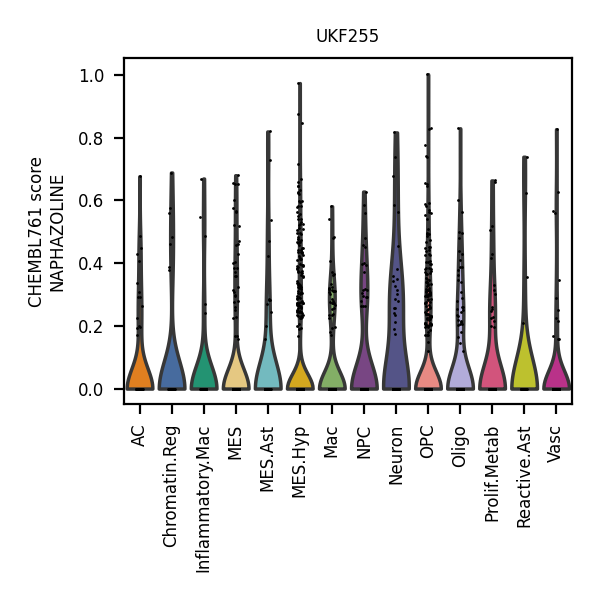 UKF255
CHEMBL761 score
NAPHAZOLINE
1.0
0.8
0.6
0.4
0.2
0.0
AC
Chromatin.Reg
Inflammatory.Mac
MES
MES.Ast
MES.Hyp
Mac
NPC
Neuron
OPC
Oligo
Prolif.Metab
Reactive.Ast
Vasc